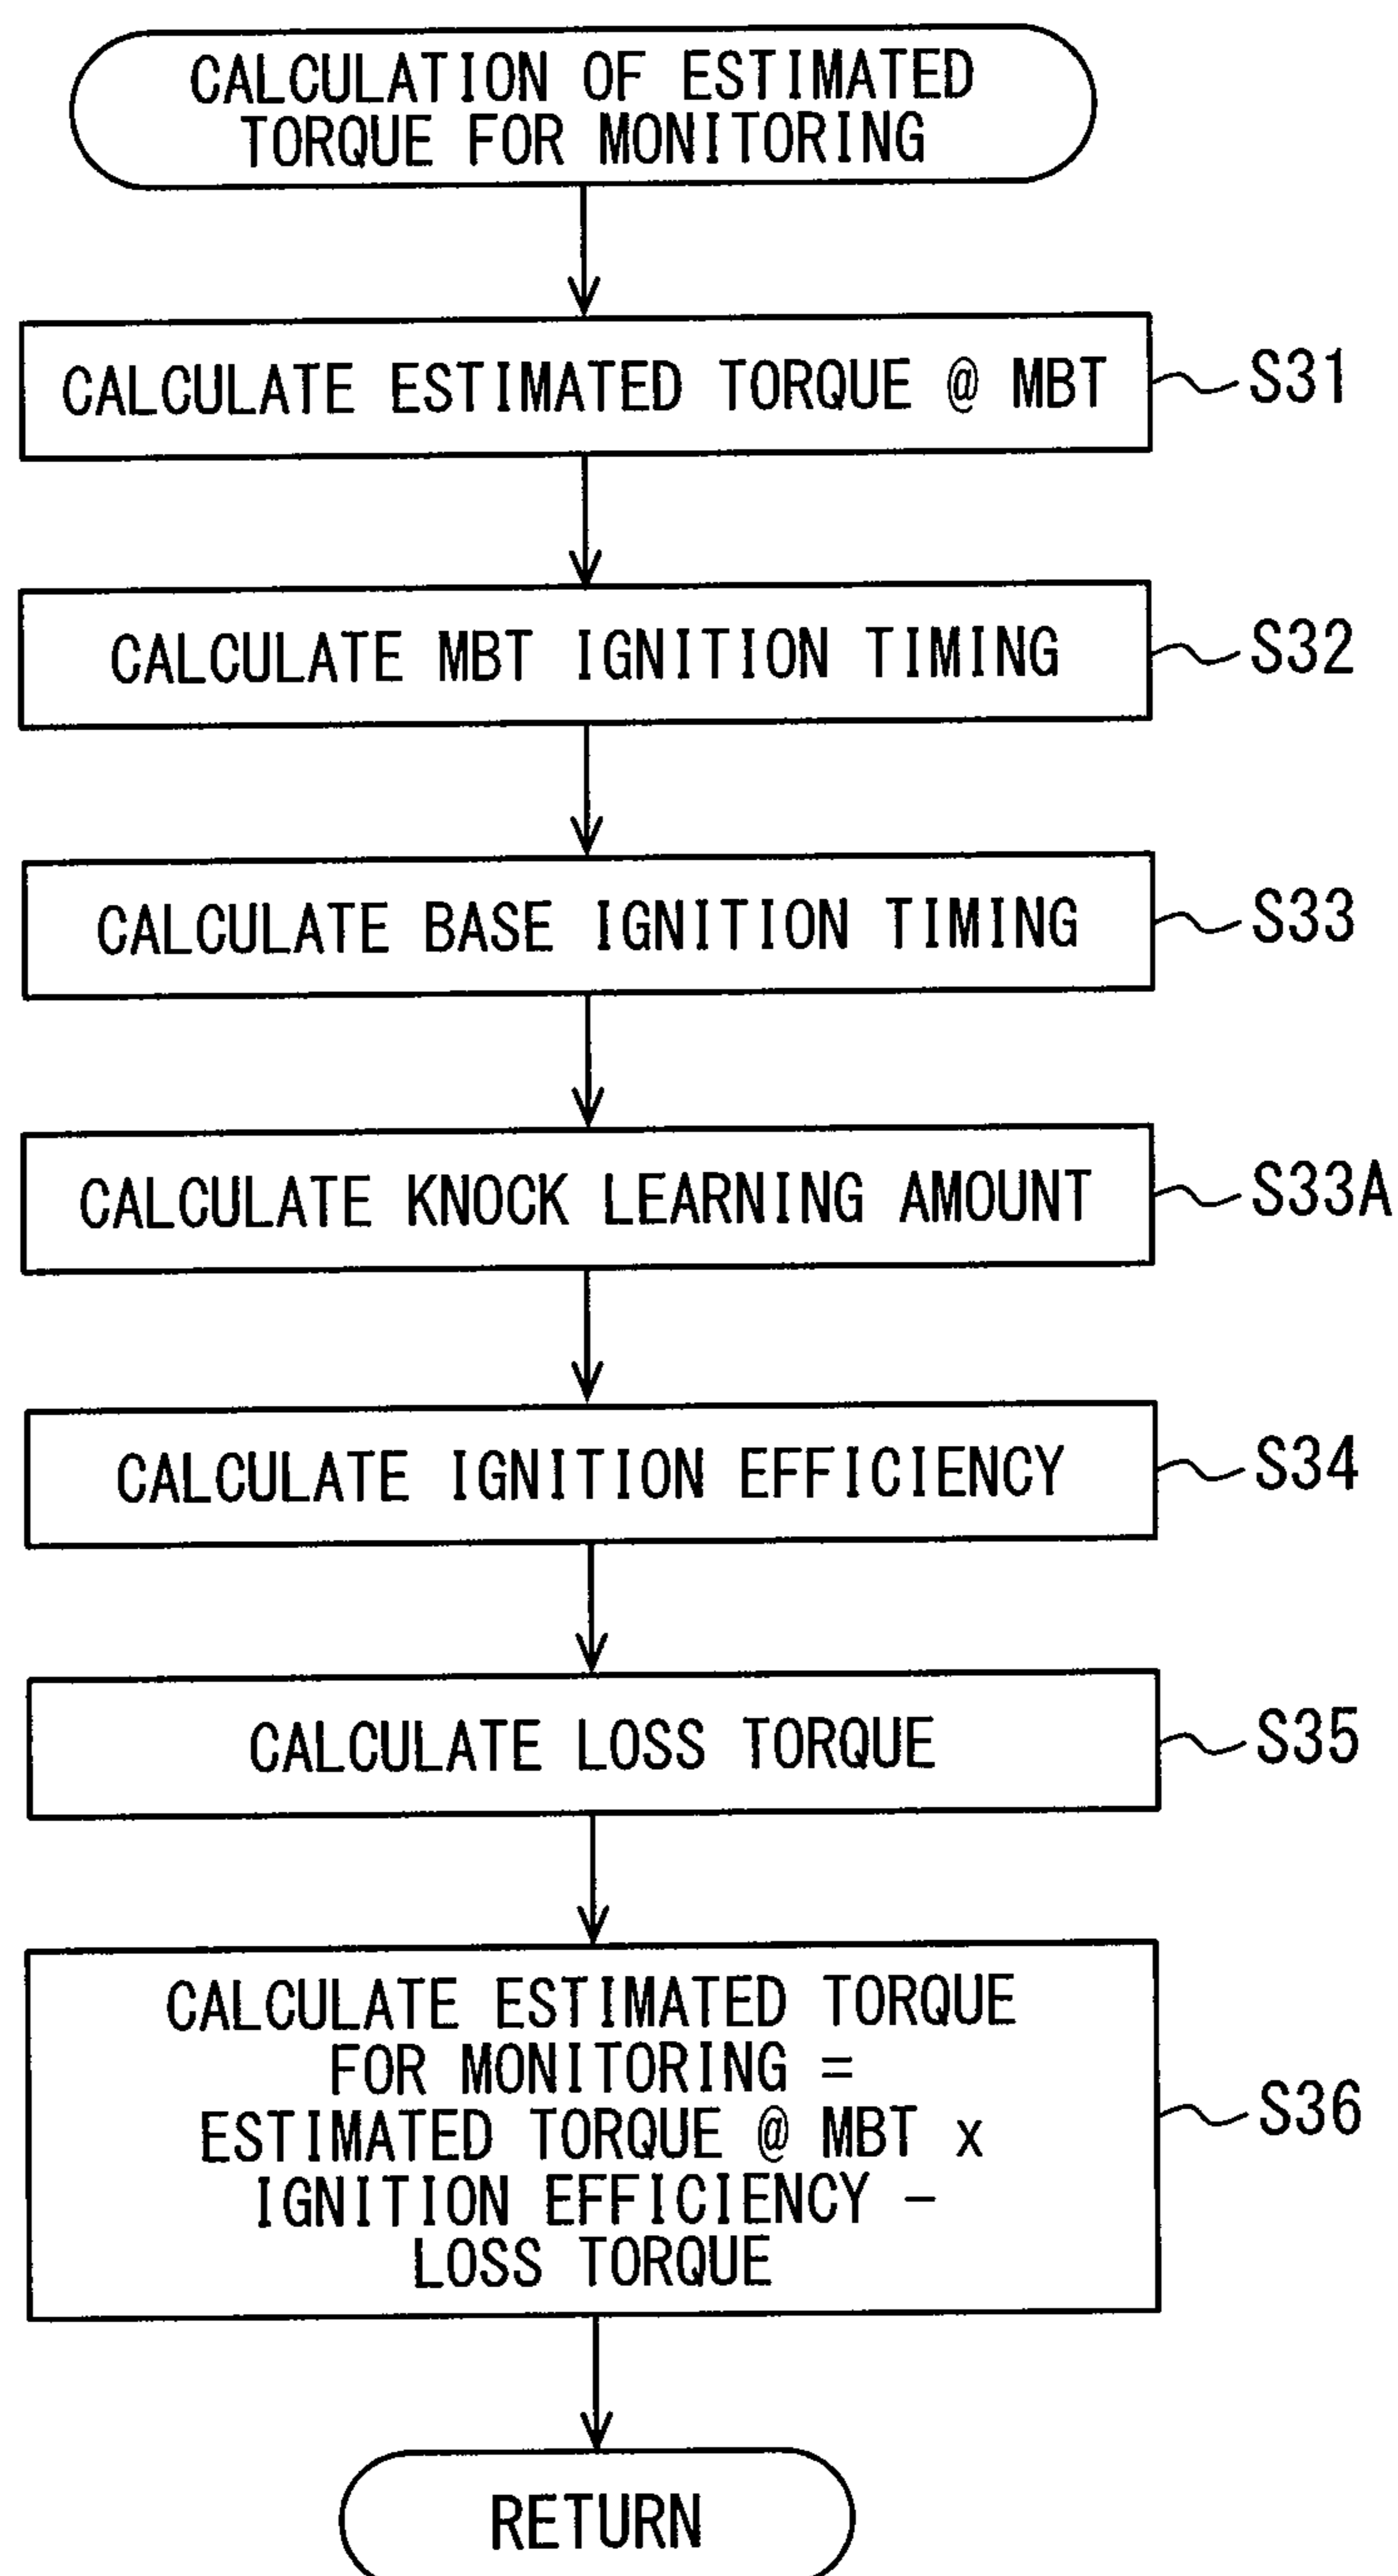 CALCULATION OF ESTIMATED
TORQUE FOR MONITORING
CALCULATE ESTIMATED TORQUE @ MBT
S31
CALCULATE MBT IGNITION TIMING
S32
CALCULATE BASE IGNITION TIMING
S33
CALCULATE KNOCK LEARNING AMOUNT
S33A
CALCULATE IGNITION EFFICIENCY
S34
CALCULATE LOSS TORQUE
S35
CALCULATE ESTIMATED TORQUE
FOR MONITORING =
ESTIMATED TORQUE @ MBT x
IGNITION EFFICIENCY –
LOSS TORQUE
S36
RETURN